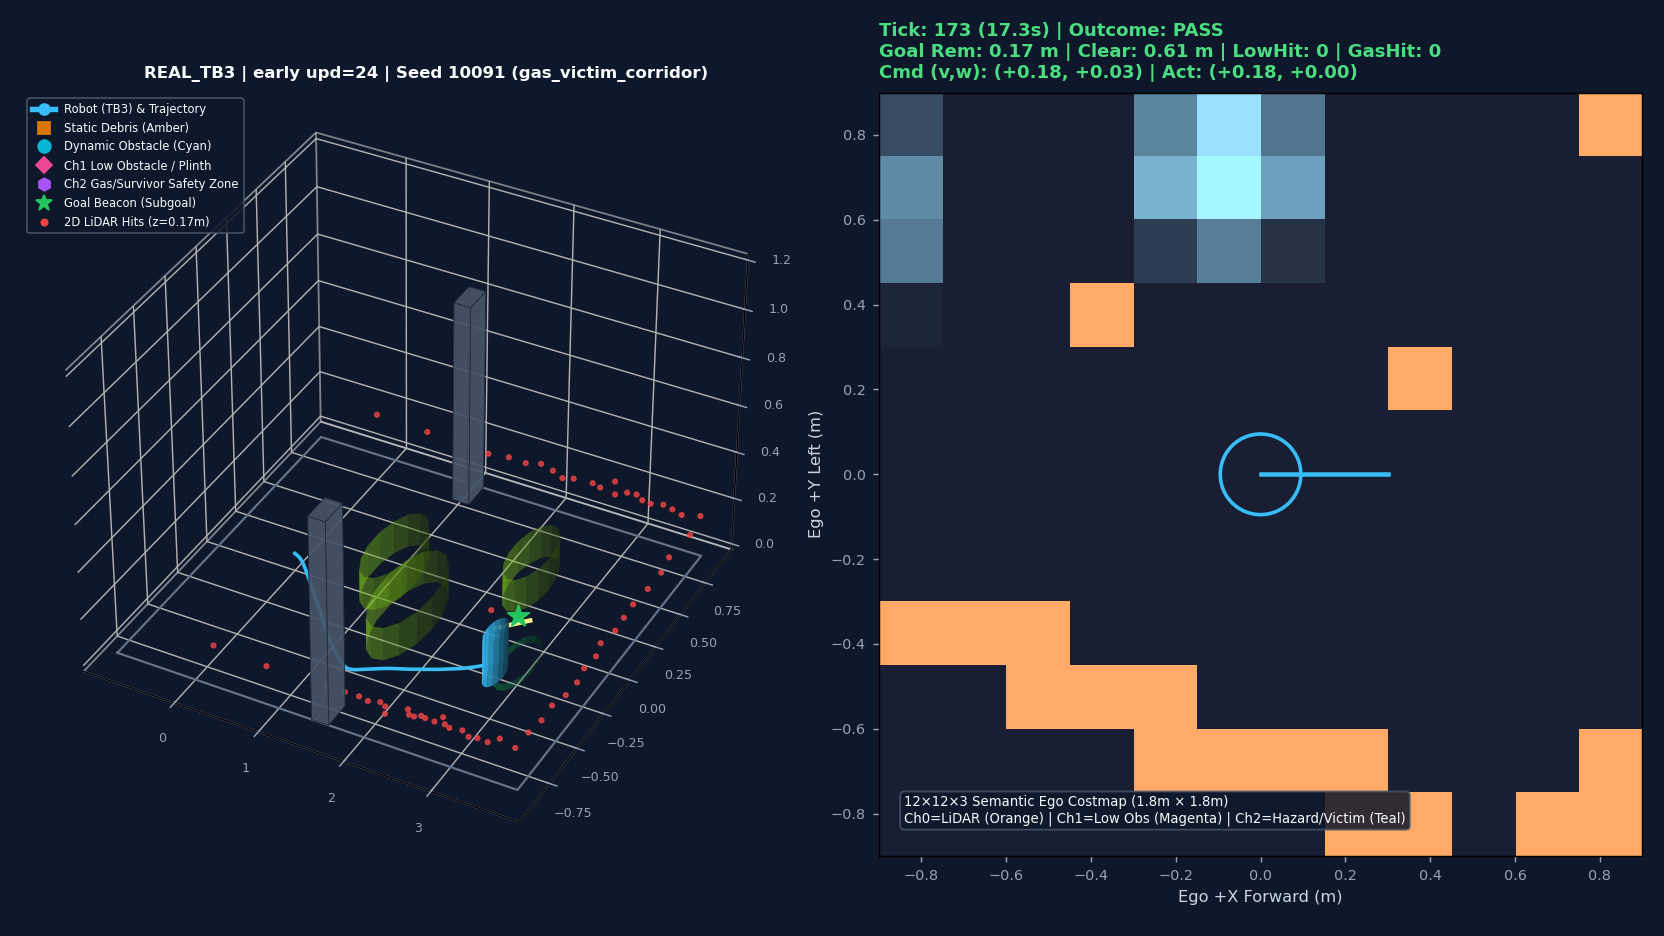 REAL_TB3 | early upd=24 | Seed 10091 (gas_victim_corridor)
Robot (TB3) & Trajectory
Static Debris (Amber)
Dynamic Obstacle (Cyan)
Ch1 Low Obstacle / Plinth
Ch2 Gas/Survivor Safety Zone
Goal Beacon (Subgoal)
2D LiDAR Hits (z=0.17m)
1.2
1.0
0.8
0.6
0.4
0.2
0.0
0.75
0.50
0.25
0.00
−0.25
−0.50
−0.75
0
1
2
3
Tick: 173 (17.3s) | Outcome: PASS
Goal Rem: 0.17 m | Clear: 0.61 m | LowHit: 0 | GasHit: 0
Cmd (v,w): (+0.18, +0.03) | Act: (+0.18, +0.00)
Ego +Y Left (m)
0.8
0.6
0.4
0.2
0.0
−0.2
−0.4
−0.6
−0.8
12×12×3 Semantic Ego Costmap (1.8m × 1.8m)
Ch0=LiDAR (Orange) | Ch1=Low Obs (Magenta) | Ch2=Hazard/Victim (Teal)
−0.8 −0.6 −0.4 −0.2 0.0 0.2 0.4 0.6 0.8
Ego +X Forward (m)